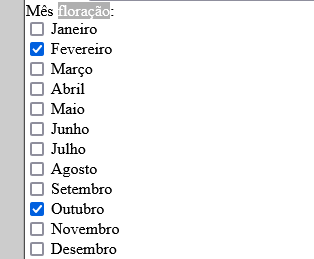 Mês floração:
Janeiro
Fevereiro
Março
Abril
Maio
Junho
Julho
Agosto
Setembro
Outubro
Novembro
Desembro